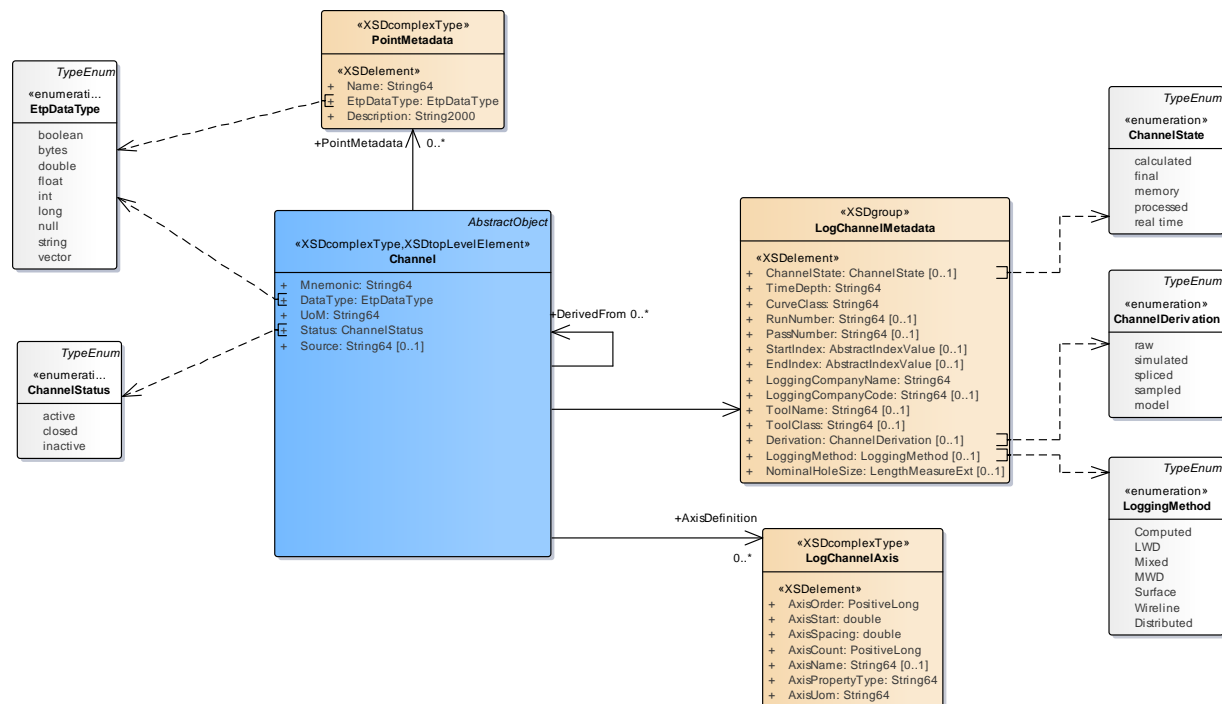 «XSDcomplexType»
PointMetadata
«XSDelement»
+ Name: String64
+ EtpDataType: EtpDataType
+ Description: String2000
TypeEnum
«enumerati...
EtpDataType
boolean
bytes
double
float
int
long
null
string
vector
+PointMetadata 0..*
TypeEnum
«enumeration»
ChannelState
calculated
final
memory
processed
real time
AbstractObject
«XSDcomplexType,XSDtopLevelElement»
Channel
+ Mnemonic: String64
+ DataType: EtpDataType
+ UoM: String64
+ Status: ChannelStatus
+ Source: String64 [0..1]
+DerivedFrom 0..*
«XSDgroup»
LogChannelMetadata
«XSDelement»
+ ChannelState: ChannelState [0..1]
+ TimeDepth: String64
+ CurveClass: String64
+ RunNumber: String64 [0..1]
+ PassNumber: String64 [0..1]
+ StartIndex: AbstractIndexValue [0..1]
+ EndIndex: AbstractIndexValue [0..1]
+ LoggingCompanyName: String64
+ LoggingCompanyCode: String64 [0..1]
+ ToolName: String64 [0..1]
+ ToolClass: String64 [0..1]
+ Derivation: ChannelDerivation [0..1]
+ LoggingMethod: LoggingMethod [0..1]
+ NominalHoleSize: LengthMeasureExt [0..1]
TypeEnum
«enumeration»
ChannelDerivation
raw
simulated
spliced
sampled
model
TypeEnum
«enumerati...
ChannelStatus
active
closed
inactive
TypeEnum
«enumeration»
LoggingMethod
Computed
LWD
Mixed
MWD
Surface
Wireline
Distributed
+AxisDefinition
0..*
«XSDcomplexType»
LogChannelAxis
«XSDelement»
+ AxisOrder: PositiveLong
+ AxisStart: double
+ AxisSpacing: double
+ AxisCount: PositiveLong
+ AxisName: String64 [0..1]
+ AxisPropertyType: String64
+ AxisUom: String64